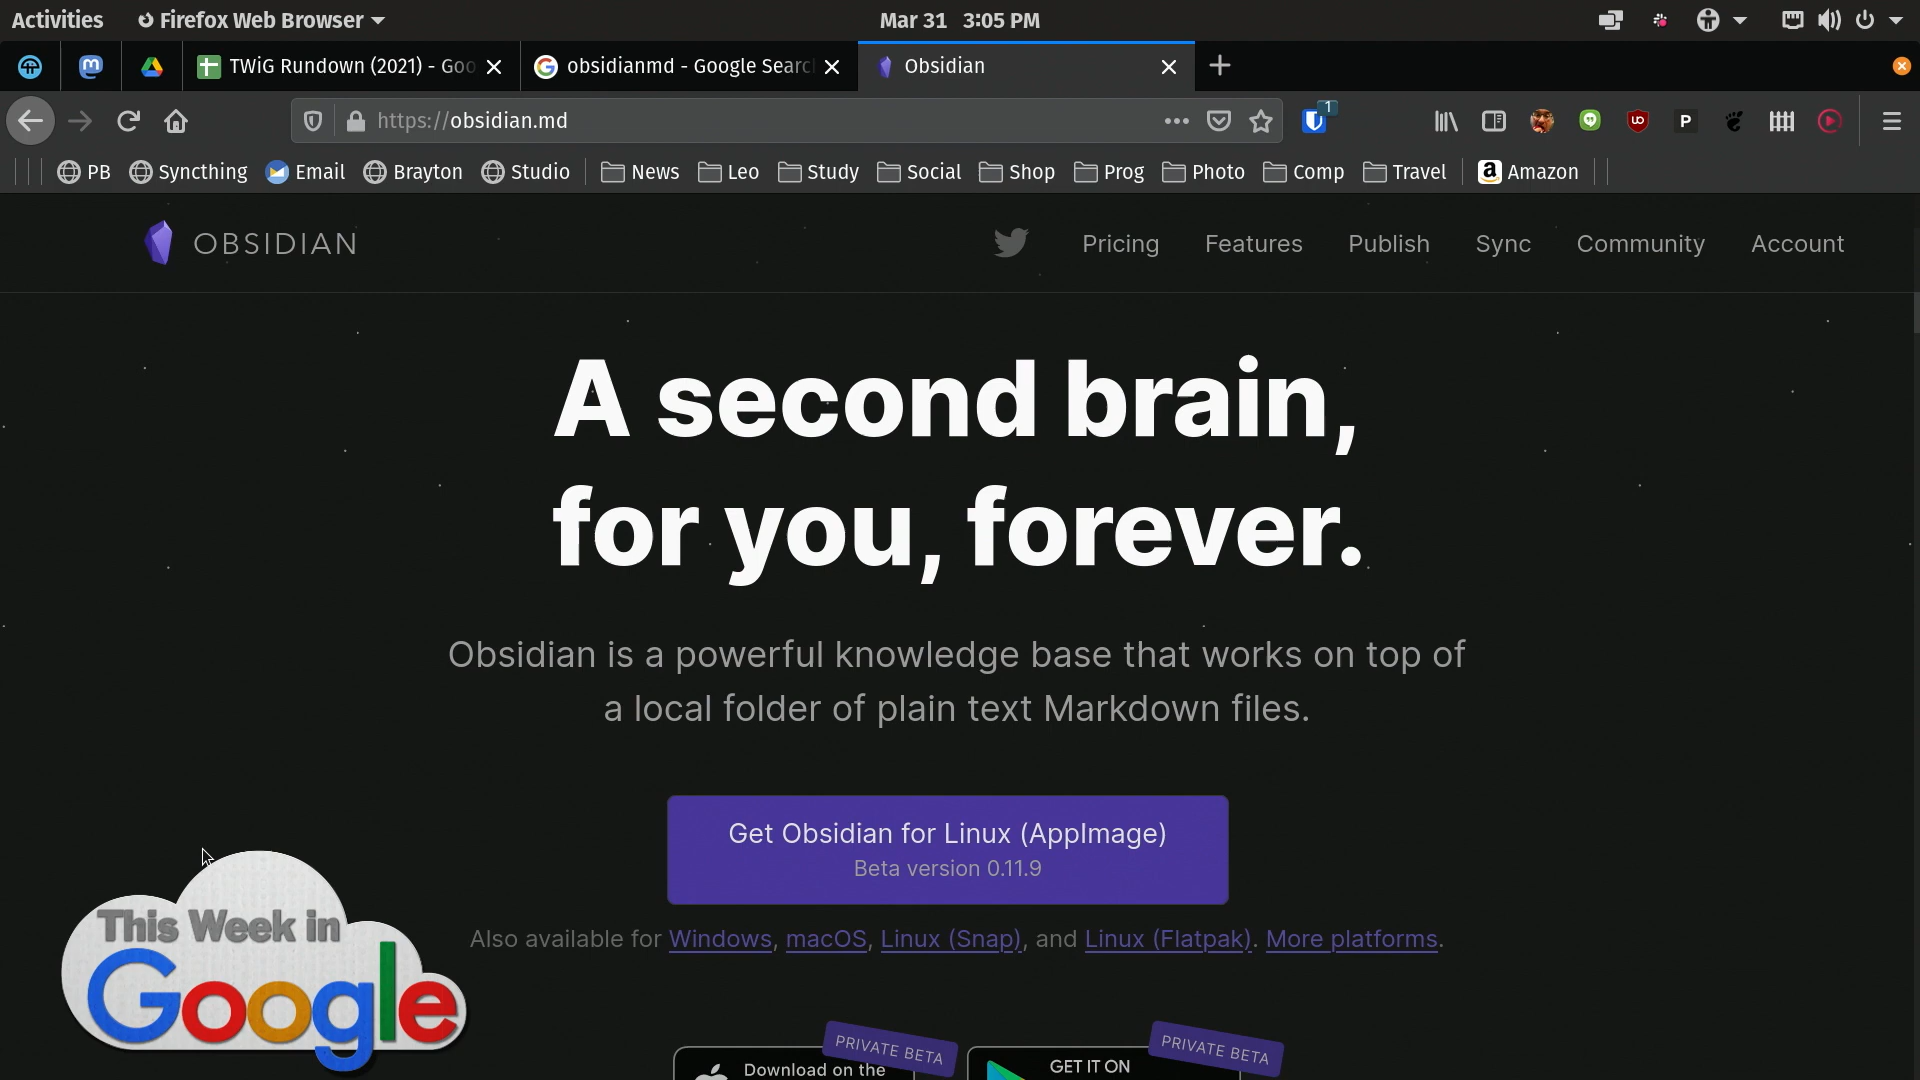 Activities Firefox Web Browser Mar 31 3:05 PM
TWiG Rundown (2021) - Goo
obsidianmd - Google Searc
Obsidian
https://obsidian.md
1
UO
P
PB Syncthing Email Brayton Studio News Leo Study Social Shop Prog Photo Comp Travel Amazon
OBSIDIAN
Pricing Features Publish Sync Community Account
A second brain,
for you, forever.
Obsidian is a powerful knowledge base that works on top of
a local folder of plain text Markdown files.
Get Obsidian for Linux (AppImage)
Beta version 0.11.9
Also available for Windows, macOS, Linux (Snap), and Linux (Flatpak). More platforms.
This Week in
Google
PRIVATE BETA
Download on the
PRIVATE BETA
GET IT ON